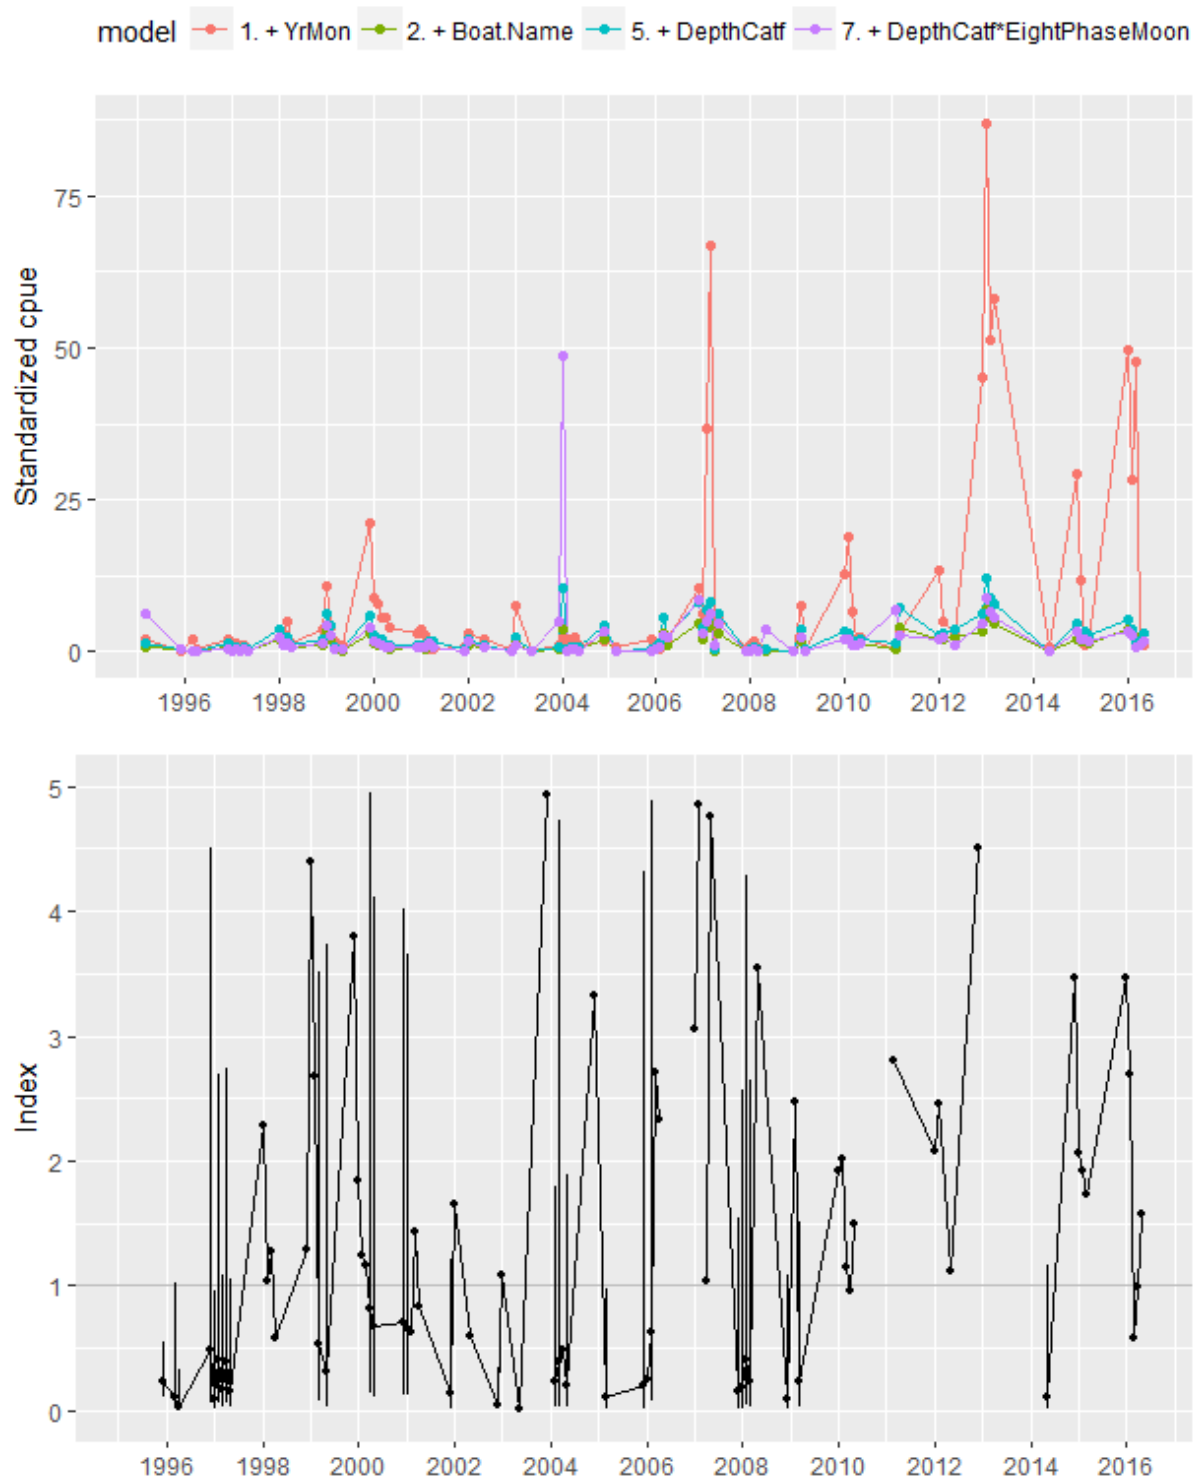 model 1. + YrMon 2. + Boat.Name 5. + DepthCatf 7. + DepthCatf*EightPhaseMoon
Standardized cpue
75
50
25
0
1996 1998 2000 2002 2004 2006 2008 2010 2012 2014 2016
Index
5
4
3
2
1
0
1996 1998 2000 2002 2004 2006 2008 2010 2012 2014 2016